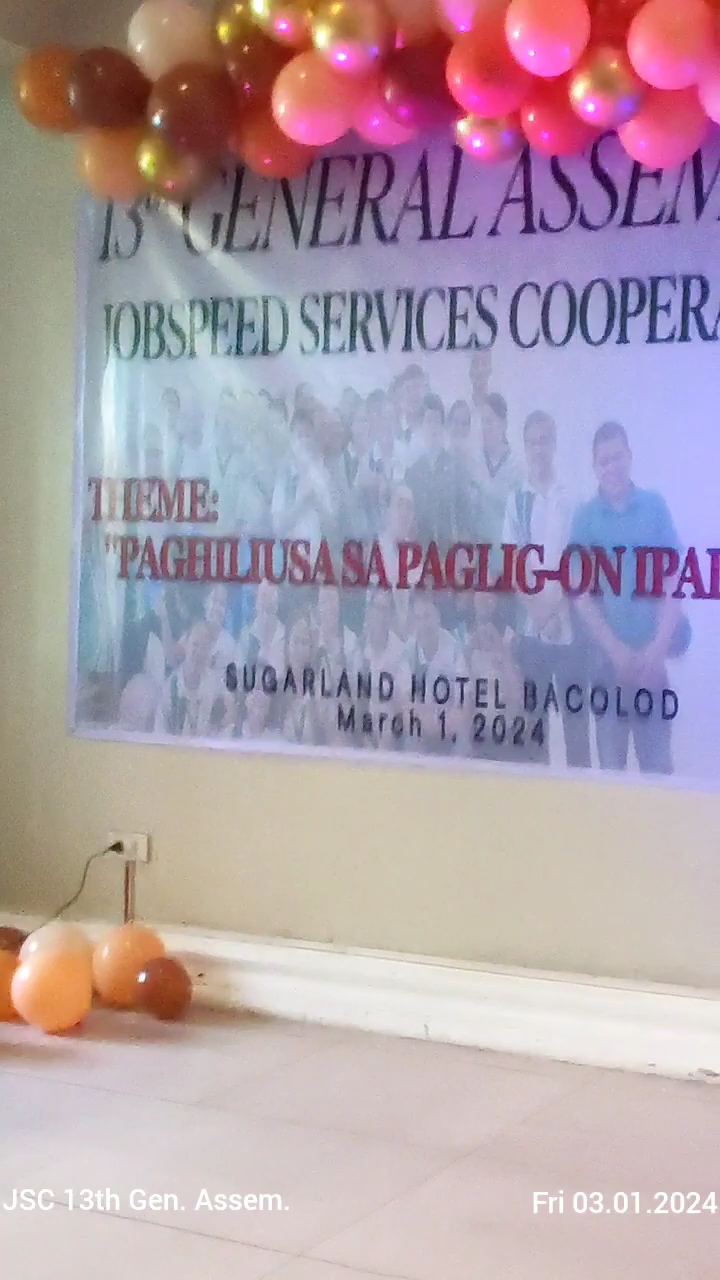 13th GENERAL ASSEM
JOBSPEED SERVICES COOPERA
THEME:
"PAGHILIUSA SA PAGLIG-ON IPA
SUGARLAND HOTEL BACOLOD
March 1, 2024
JSC 13th Gen. Assem.
Fri 03.01.2024